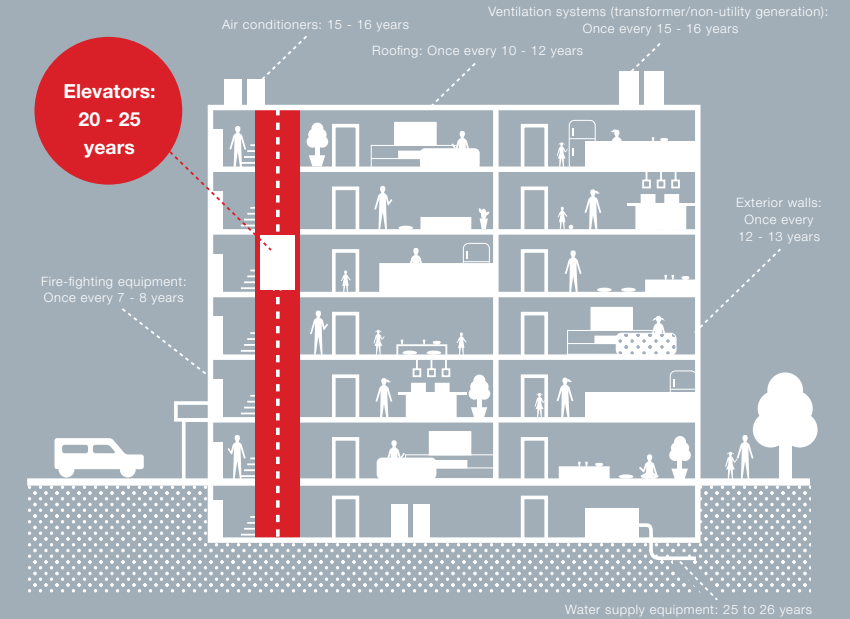 Ventilation systems (transformer/non-utility generation):
Once every 15 - 16 years
Air conditioners: 15 - 16 years
Roofing: Once every 10 - 12 years
Elevators:
20 - 25
years
Exterior walls:
Once every
12 - 13 years
Fire-fighting equipment:
Once every 7 - 8 years
Water supply equipment: 25 to 26 years